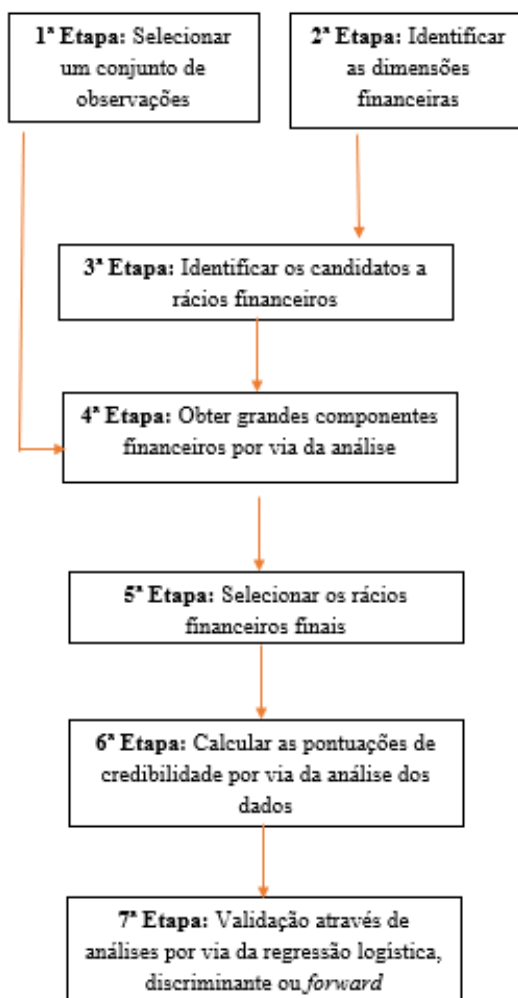 1ª Etapa: Selecionar
um conjunto de
observações
2ª Etapa: Identificar
as dimensões
financeiras
3ª Etapa: Identificar os candidatos a
rácios financeiros
4ª Etapa: Obter grandes componentes
financeiros por via da análise
5ª Etapa: Selecionar os rácios
financeiros finais
6ª Etapa: Calcular as pontuações de
credibilidade por via da análise dos
dados
7ª Etapa: Validação através de
análises por via da regressão logística,
discriminante ou forward